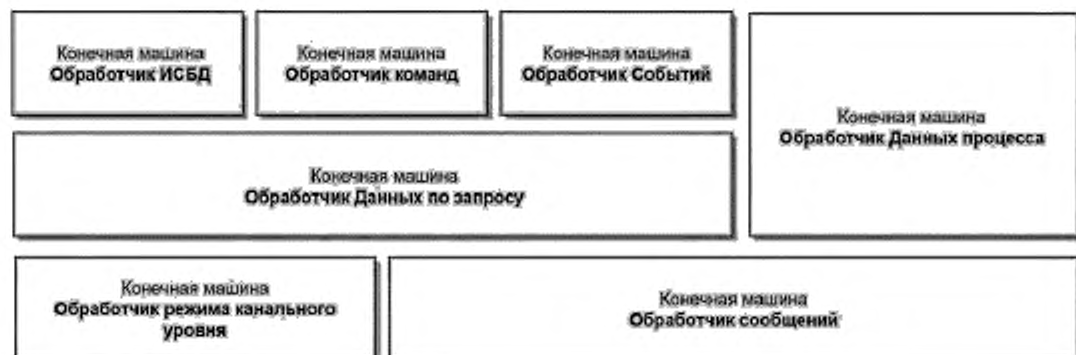 Конечная машина
Обработчик ИСБД
Конечная машина
Обработчик команд
Конечная машина
Обработчик Событий
Конечная машина
Обработчик Данных процесса
Конечная машина
Обработчик Данных по запросу
Конечная машина
Обработчик режима канального
уровня
Конечная машина
Обработчик сообщений